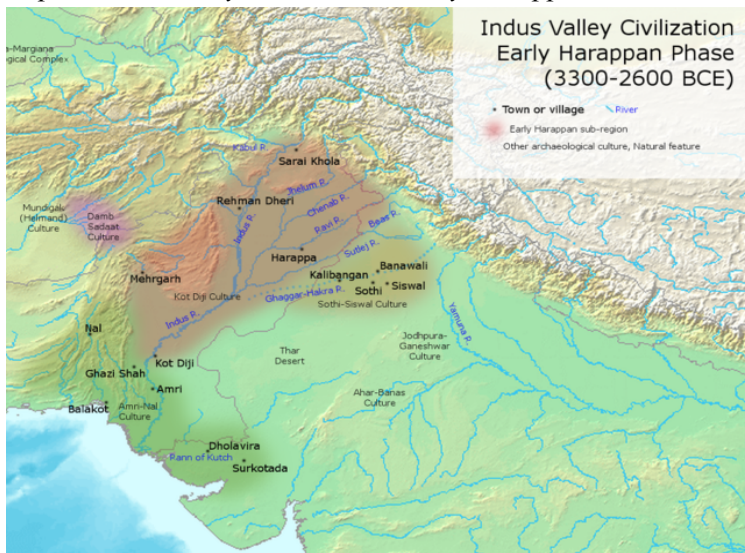 Indus Valley Civilization
Early Harappan Phase
(3300-2600 BCE)
Town or village
River
Early Harappan sub-region
Other archaeological culture, Natural feature
a-Margiana
ogical Complex
Kabul R.
Sarai Khola
Jhelum R.
Rehman Dheri
Chenab R.
Mundigak
(Helmand)
Culture
Damb
Sadaat
Culture
Indus R.
Ravi R.
Beas R.
Harappa
Sutlej R.
Mehrgarh
Kalibangan
Banawali
Kot Diji Culture
Ghaggar-Hakra R.
Sothi
Siswal
Sothi-Siswal Culture
Indus R.
Yamuna R.
Nal
Thar
Desert
Jodhpura-
Ganeshwar
Culture
Kot Diji
Ghazi Shah
Amri
Ahar-Banas
Culture
Balakot
Amri-Nal
Culture
Dholavira
Rann of Kutch
Surkotada